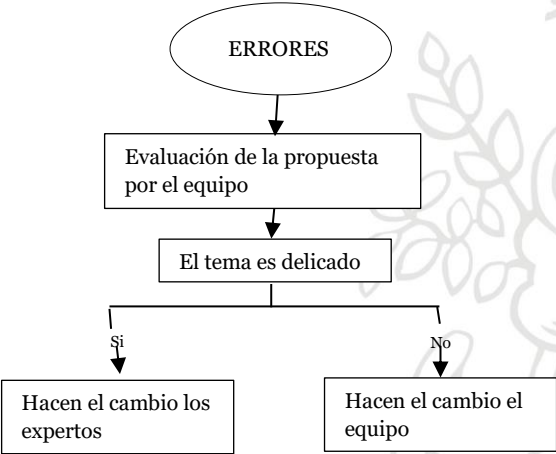 ERRORES
Evaluación de la propuesta
por el equipo
El tema es delicado
Si
No
Hacen el cambio los
expertos
Hacen el cambio el
equipo